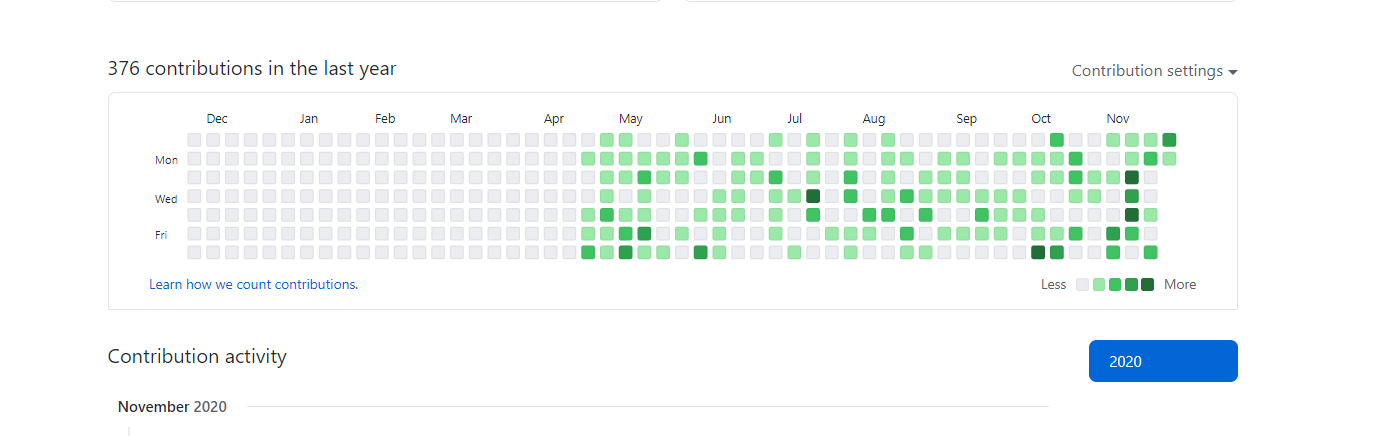 376 contributions in the last year
Contribution settings
Dec Jan Feb Mar Apr May Jun Jul Aug Sep Oct Nov
Mon
Wed
Fri
Learn how we count contributions.
Less More
Contribution activity
2020
November 2020